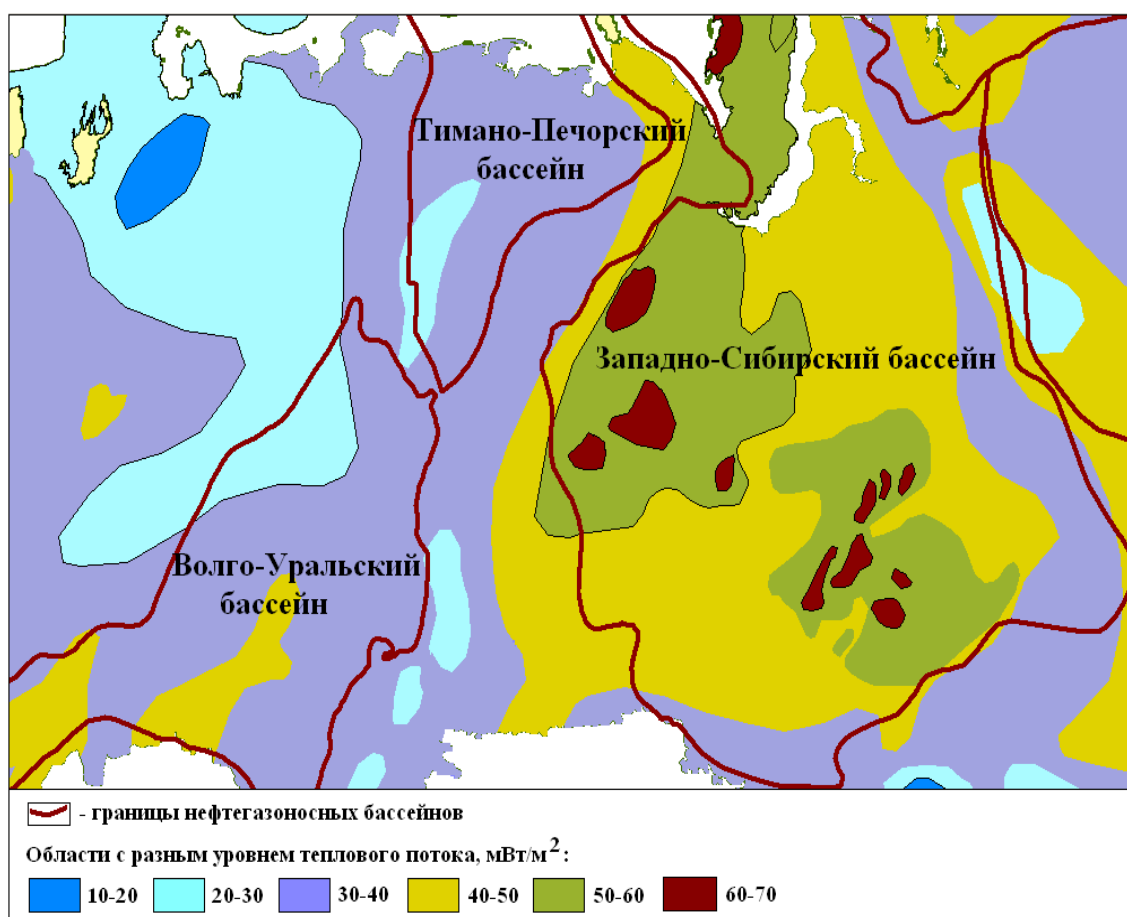 Тимано-Печорский
бассейн
Западно-Сибирский бассейн
Волго-Уральский
бассейн
- границы нефтегазоносных бассейнов
Области с разным уровнем теплового потока, мВт/м²:
10-20 20-30 30-40 40-50 50-60 60-70